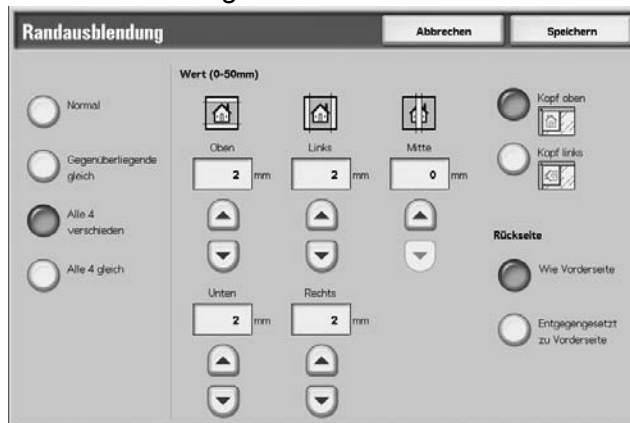 Randausblendung
Abbrechen
Speichern
Normal
Gegenüberliegende
gleich
Alle 4
verschieden
Alle 4 gleich
Wert (0-50mm)
Oben
2 mm
Links
2 mm
Mitte
0 mm
Unten
2 mm
Rechts
2 mm
Kopf oben
Kopf links
Rückseite
Wie Vorderseite
Entgegengesetzt
zu Vorderseite